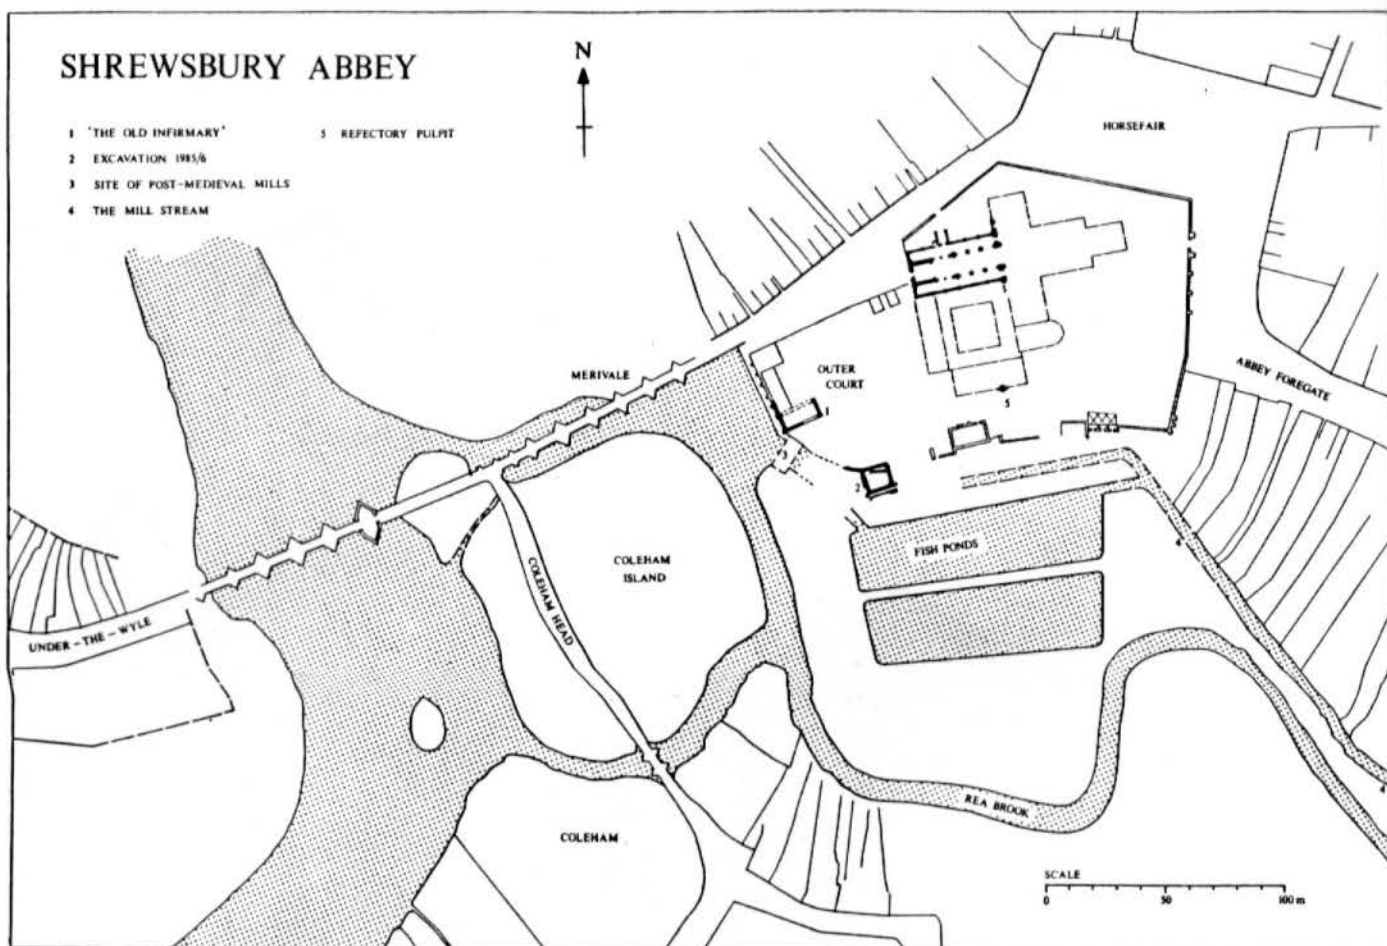 SHREWSBURY ABBEY
N
1 'THE OLD INFIRMARY'
2 EXCAVATION 1985/6
3 SITE OF POST-MEDIEVAL MILLS
4 THE MILL STREAM
5 REFECTORY PULPIT
HORSEFAIR
MERIVALE
OUTER
COURT
1
5
ABBEY FOREGATE
3
2
4
FISH PONDS
COLEHAM
ISLAND
COLEHAM HEAD
UNDER-THE-WYLE
REA BROOK
4
COLEHAM
SCALE
0 50 100 m